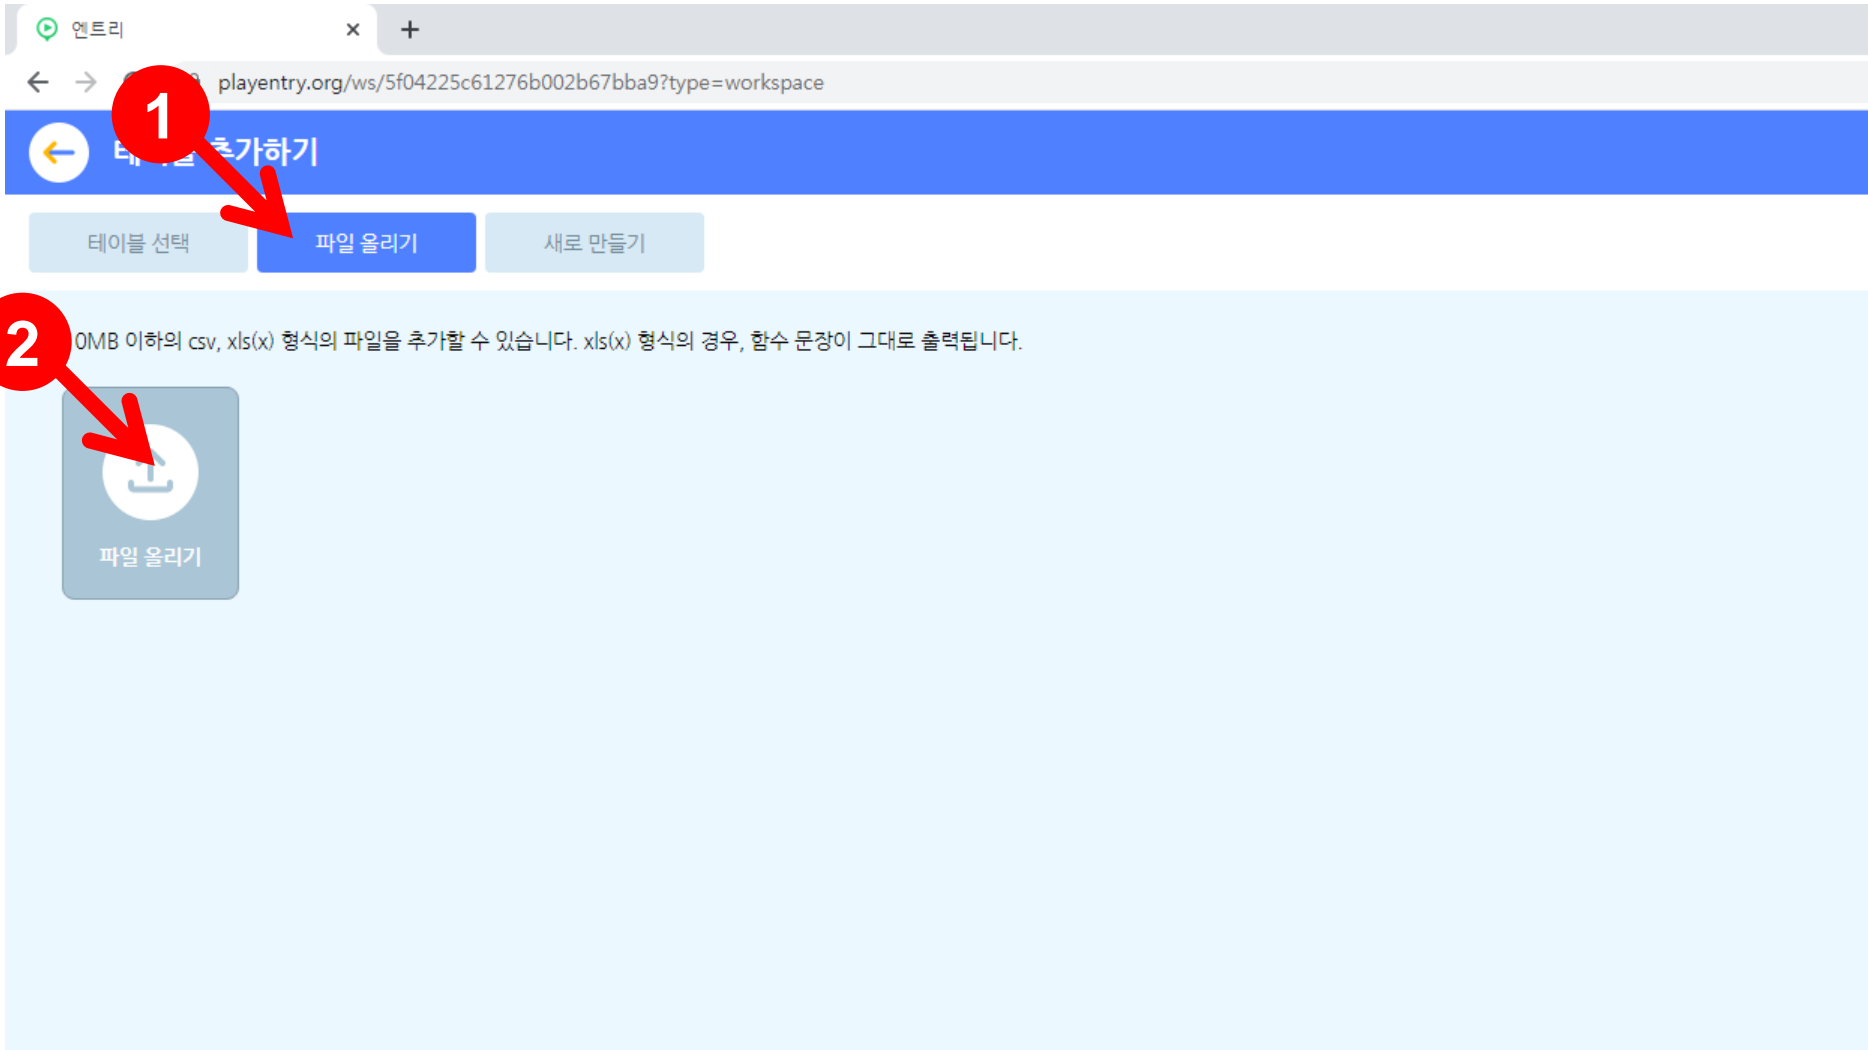 엔트리
playentry.org/ws/5f04225c61276b002b67bba9?type=workspace
1
추가하기
테이블 선택
파일 올리기
새로 만들기
2
0MB 이하의 csv, xls(x) 형식의 파일을 추가할 수 있습니다. xls(x) 형식의 경우, 함수 문장이 그대로 출력됩니다.
파일 올리기